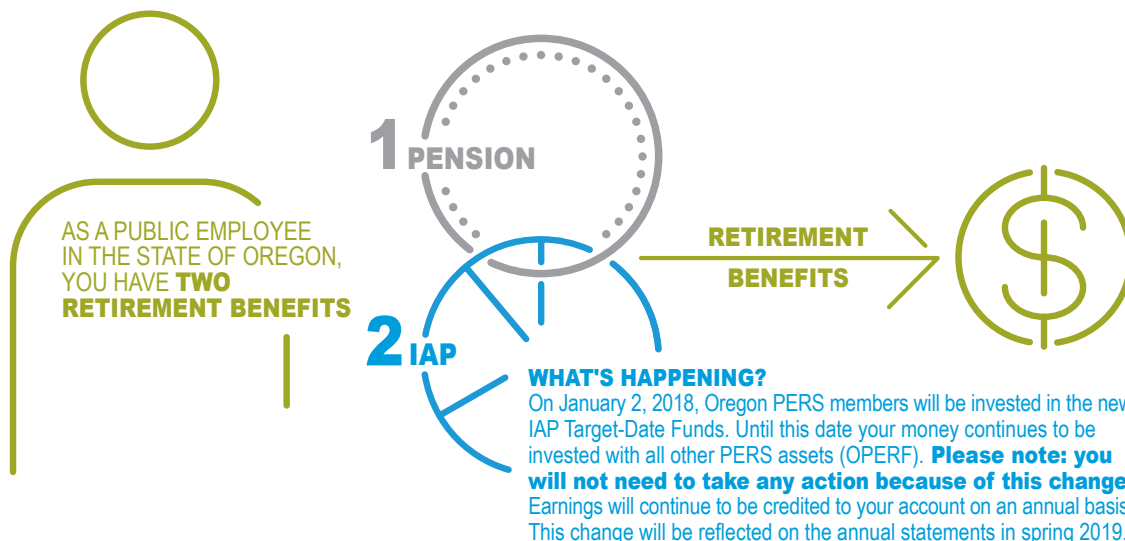 AS A PUBLIC EMPLOYEE
IN THE STATE OF OREGON,
YOU HAVE TWO
RETIREMENT BENEFITS
1 PENSION
2 IAP
RETIREMENT
BENEFITS
$
WHAT'S HAPPENING?
On January 2, 2018, Oregon PERS members will be invested in the new
IAP Target-Date Funds. Until this date your money continues to be
invested with all other PERS assets (OPERF). Please note: you
will not need to take any action because of this change
Earnings will continue to be credited to your account on an annual basis
This change will be reflected on the annual statements in spring 2019.